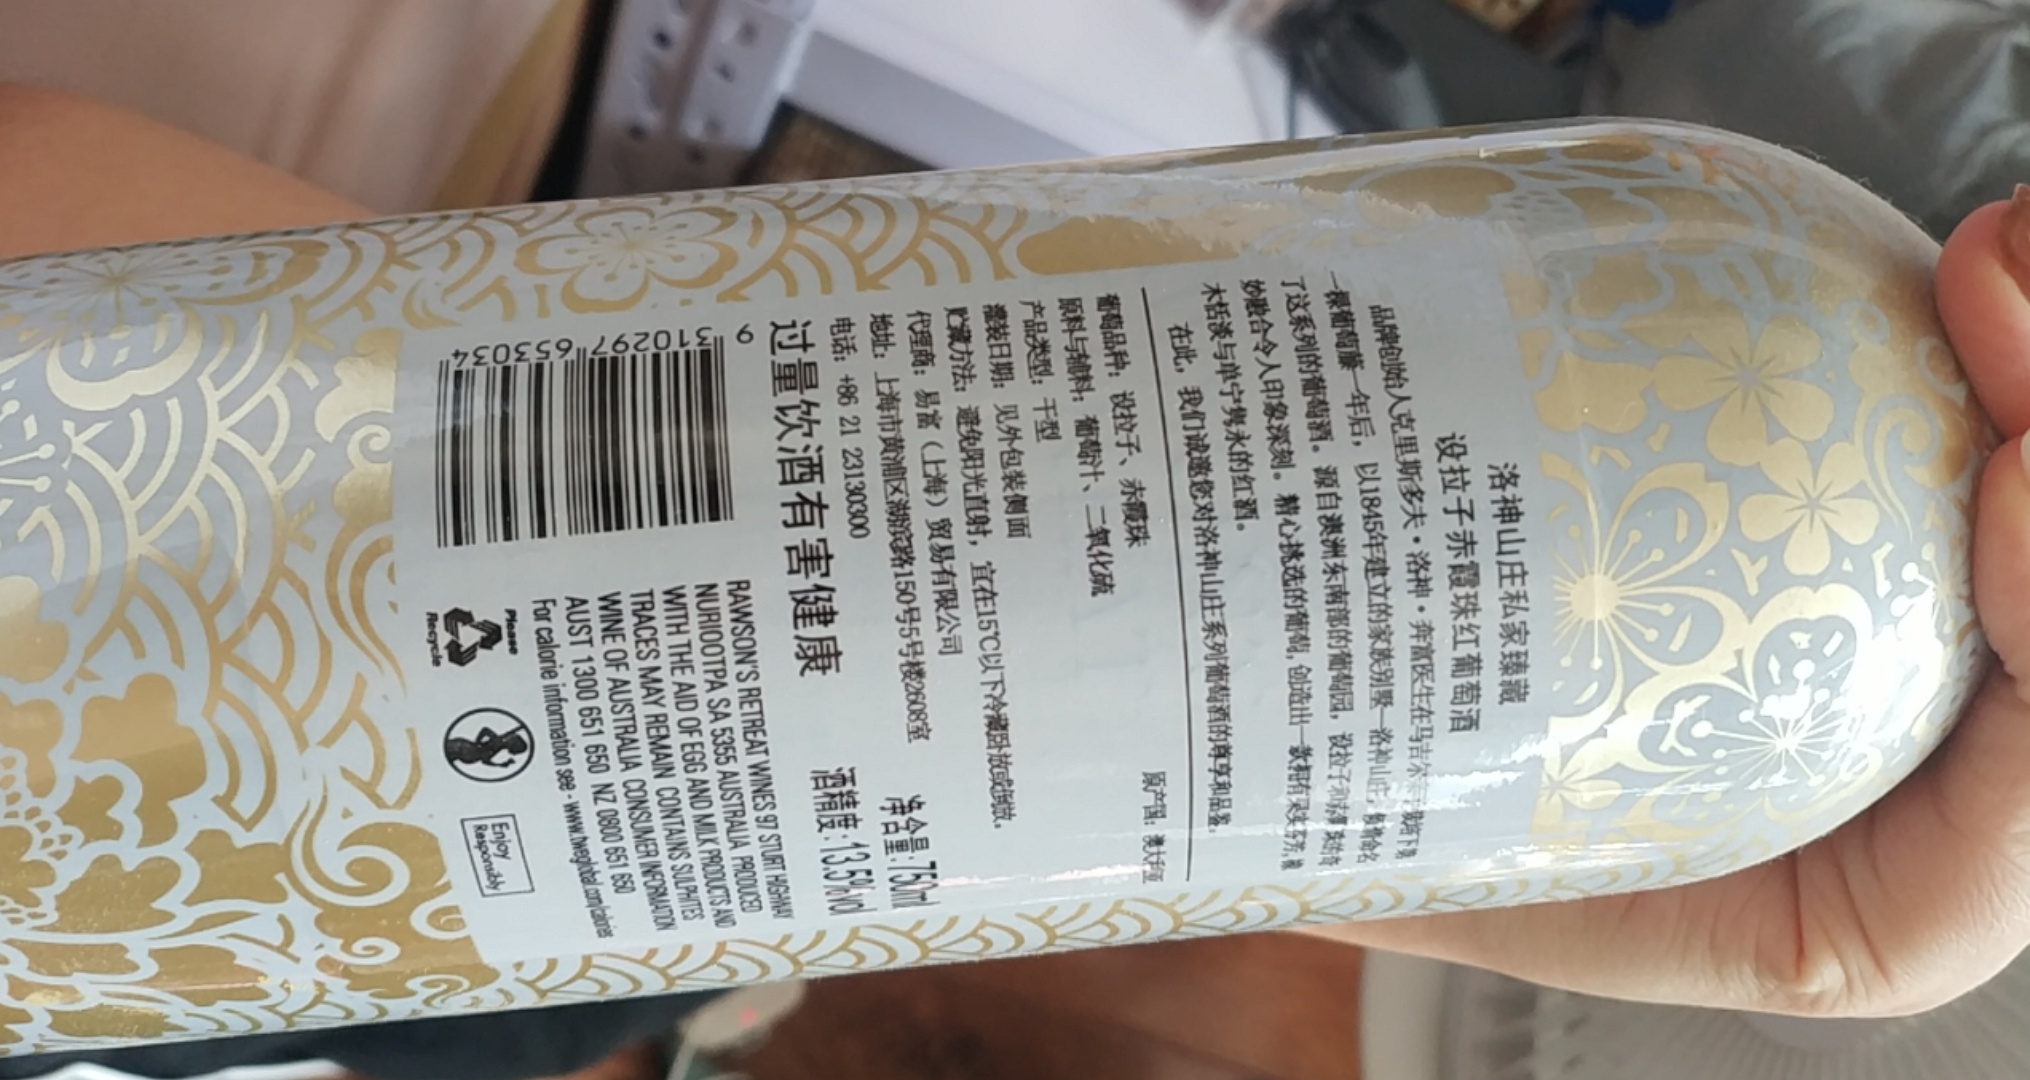 洛神山庄私家臻藏
设拉子赤霞珠红葡萄酒
品牌创始人克里斯多夫·洛神·奔富医生在马吉尔
一棵葡萄藤一年后，以1845年建立的家族别墅—洛神山庄
了这系列的葡萄酒。源自澳洲东南部的葡萄园，设拉子和赤霞珠
妙融合令人印象深刻。精心挑选的葡萄，创造出一款拥有
木恬淡与单宁隽永的红酒。
在此，我们诚邀您对洛神山庄系列葡萄酒的尊享和品鉴。
原产国：澳大利亚
葡萄品种：设拉子、赤霞珠
原料与辅料：葡萄汁、二氧化硫
产品类型：干型
灌装日期：见外包装侧面
贮藏方法：避免阳光直射，宜在15℃以下冷藏卧放或倒放。
代理商：易富（上海）贸易有限公司
地址：上海市黄浦区湖滨路150号5号楼2608室
电话：+86 21 23130300
净含量：750ml
酒精度：13.5%vol
过量饮酒有害健康
9 310297 653034
RAWSON'S RETREAT WINES 97 STURT HIGHWAY
NURIOOTPA SA 5355 AUSTRALIA PRODUCED
WITH THE AID OF EGG AND MILK PRODUCTS AND
TRACES MAY REMAIN CONTAINS SULPHITES
WINE OF AUSTRALIA CONSUMER INFORMATION
AUST 1300 651 650 NZ 0800 651 650
For calorie information see - www.tweglobal.com/calories
Please
Recycle
Enjoy
Responsibly